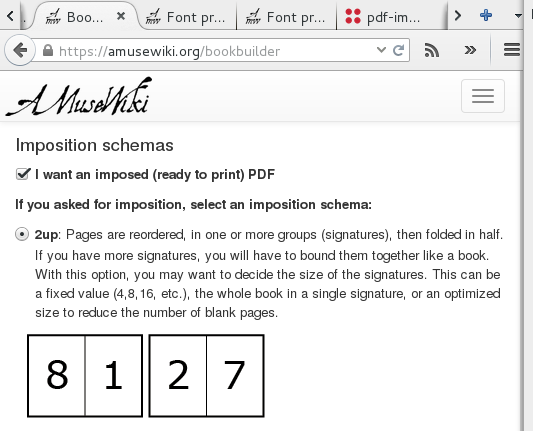 Boo...
Font pr...
Font pr...
pdf-im...
https://amusewiki.org/bookbuilder
AMuseWiki
Imposition schemas
I want an imposed (ready to print) PDF
If you asked for imposition, select an imposition schema:
2up: Pages are reordered, in one or more groups (signatures), then folded in half.
If you have more signatures, you will have to bound them together like a book.
With this option, you may want to decide the size of the signatures. This can be
a fixed value (4,8,16, etc.), the whole book in a single signature, or an optimized
size to reduce the number of blank pages.
8 1 2 7